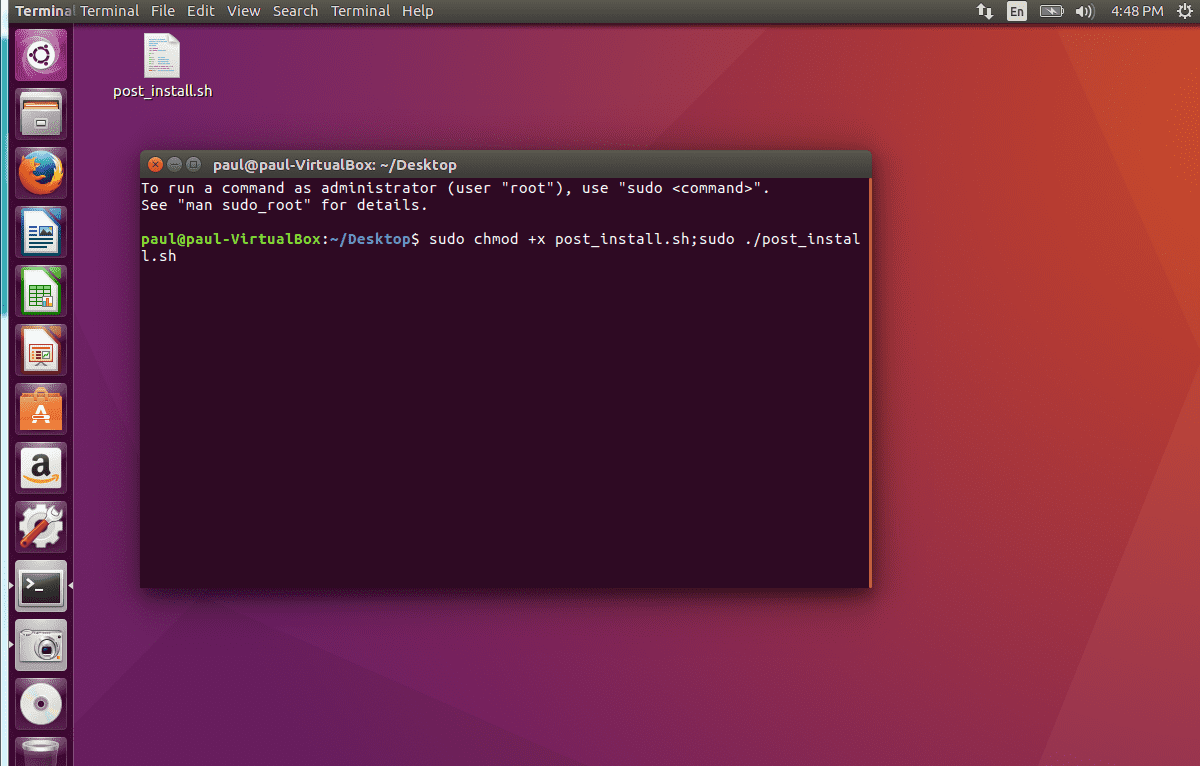 Terminal Terminal File Edit View Search Terminal Help En 4:48 PM
post_install.sh
paul@paul-VirtualBox: ~/Desktop
To run a command as administrator (user "root"), use "sudo <command>".
See "man sudo_root" for details.
paul@paul-VirtualBox:~/Desktop$ sudo chmod +x post_install.sh;sudo ./post_instal
l.sh